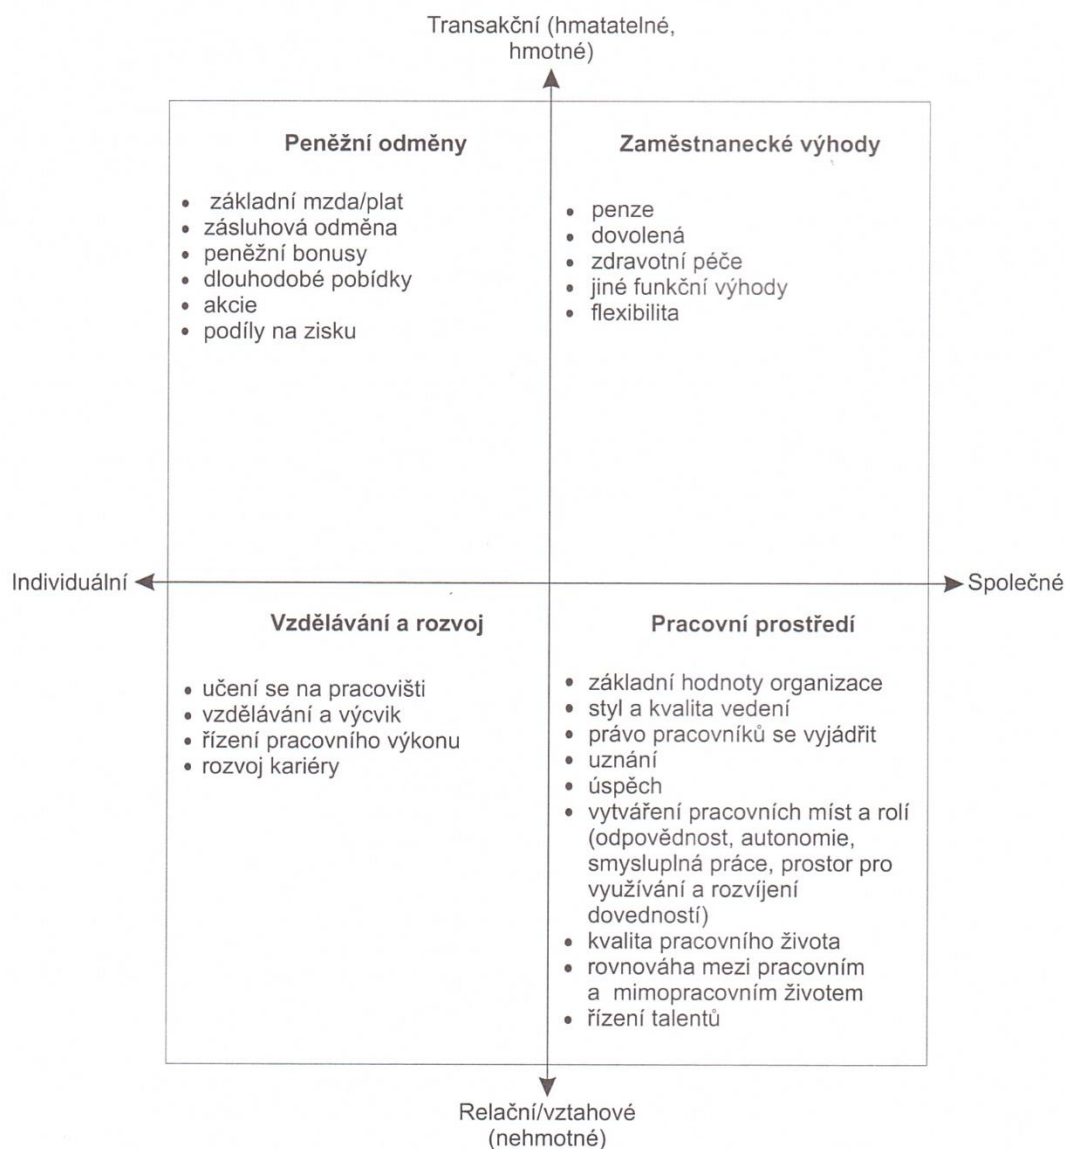 Transakční (hmatatelné,
hmotné)
Peněžní odměny
• základní mzda/plat
• zásluhová odměna
• peněžní bonusy
• dlouhodobé pobídky
• akcie
• podíly na zisku
Zaměstnanecké výhody
• penze
• dovolená
• zdravotní péče
• jiné funkční výhody
• flexibilita
Individuální
Společné
Vzdělávání a rozvoj
• učení se na pracovišti
• vzdělávání a výcvik
• řízení pracovního výkonu
• rozvoj kariéry
Pracovní prostředí
• základní hodnoty organizace
• styl a kvalita vedení
• právo pracovníků se vyjádřit
• uznání
• úspěch
• vytváření pracovních míst a rolí
(odpovědnost, autonomie,
smysluplná práce, prostor pro
využívání a rozvíjení
dovedností)
• kvalita pracovního života
• rovnováha mezi pracovním
a mimopracovním životem
• řízení talentů
Relační/vztahové
(nehmotné)